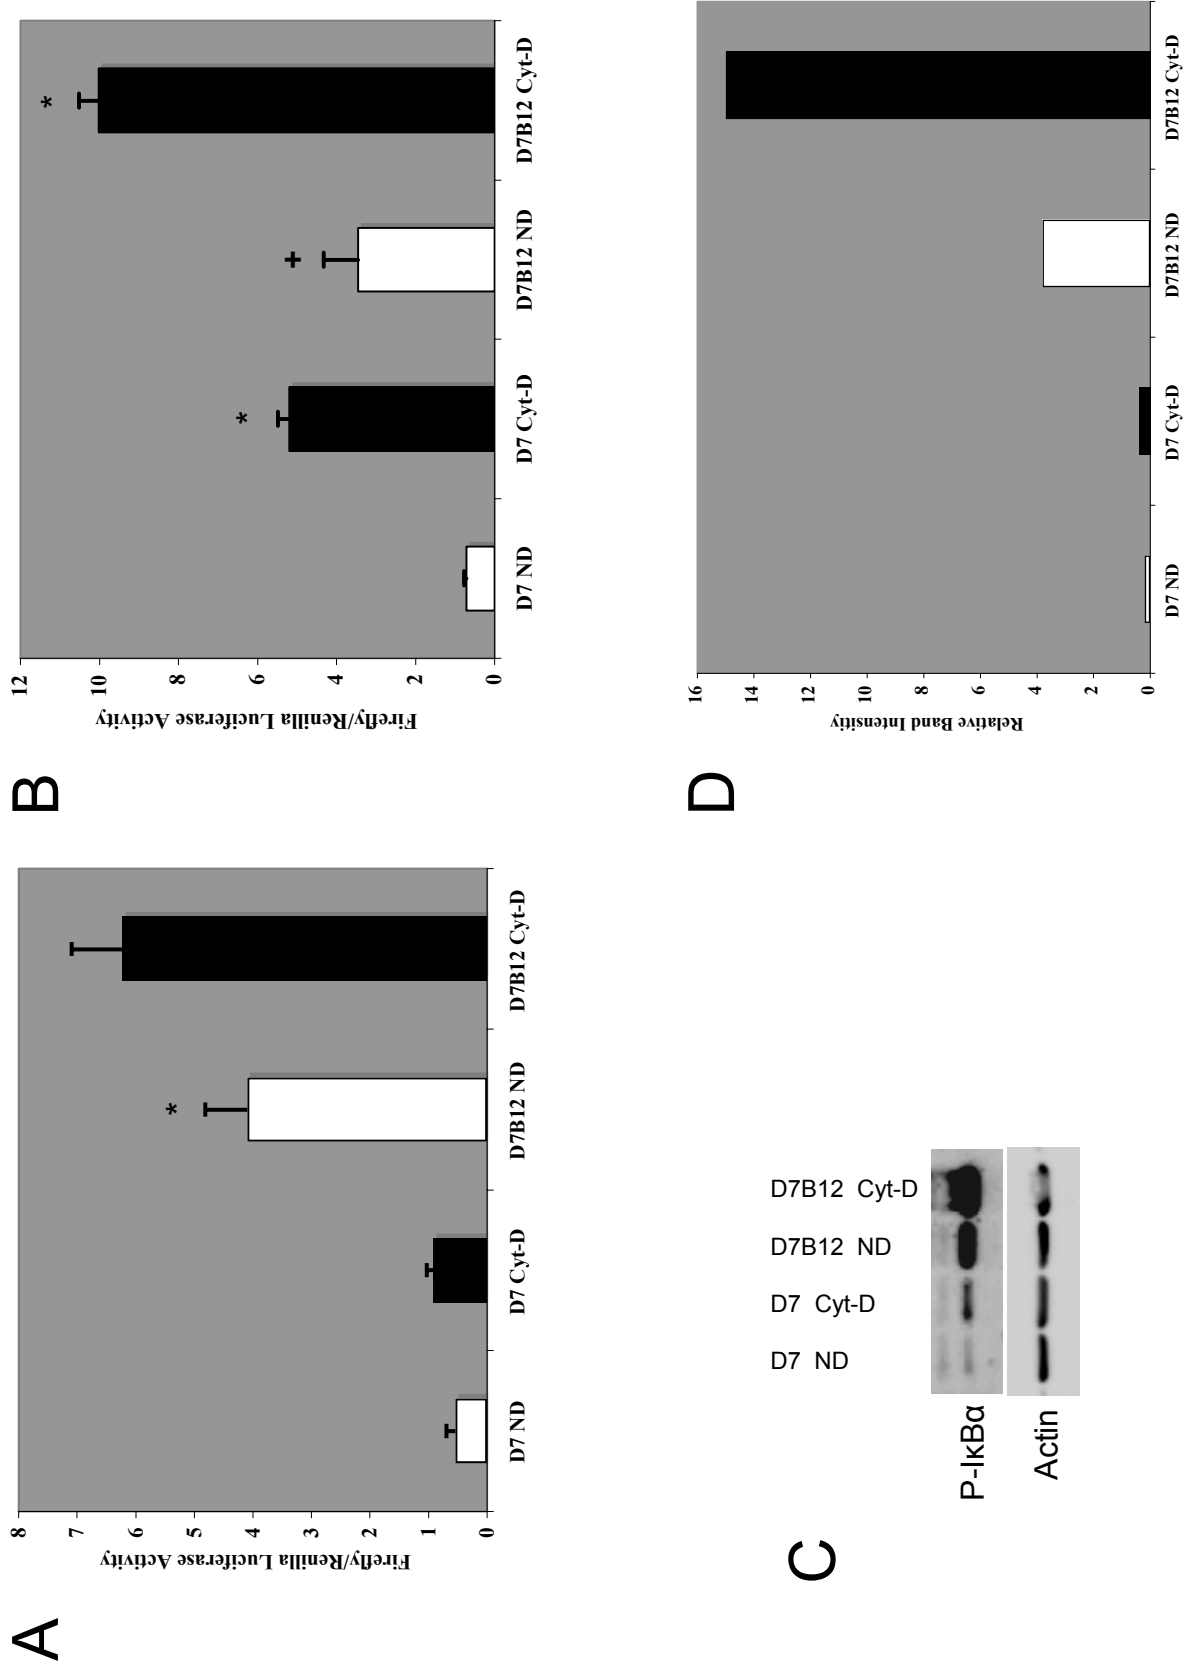 A
Firefly/Renilla Luciferase Activity
8
7
6
5
4
3
2
1
0
*
D7 ND
D7 Cyt-D
D7B12 ND
D7B12 Cyt-D
B
Firefly/Renilla Luciferase Activity
12
10
8
6
4
2
0
*
+
*
D7 ND
D7 Cyt-D
D7B12 ND
D7B12 Cyt-D
C
D7 ND
D7 Cyt-D
D7B12 ND
D7B12 Cyt-D
P-IκBα
Actin
D
Relative Band Intensitiy
16
14
12
10
8
6
4
2
0
D7 ND
D7 Cyt-D
D7B12 ND
D7B12 Cyt-D